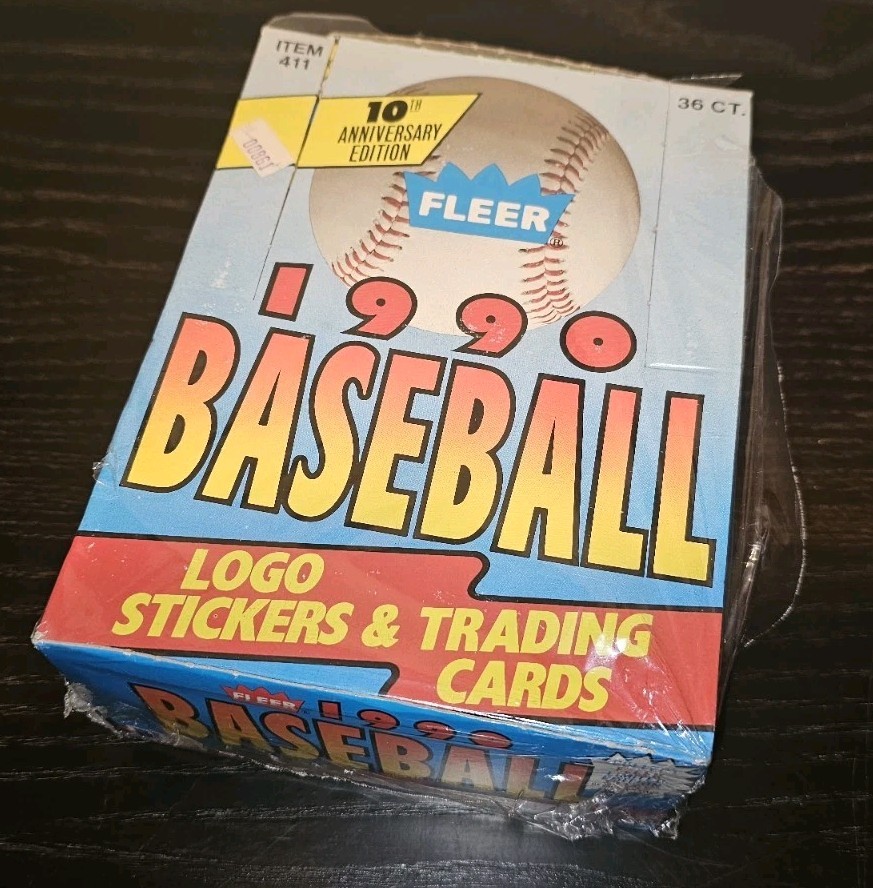 ITEM
411
36 CT.
10TH
ANNIVERSARY
EDITION
FLEER
1990
BASEBALL
LOGO
STICKERS & TRADING
CARDS
FLEER 1990
BASEBALL